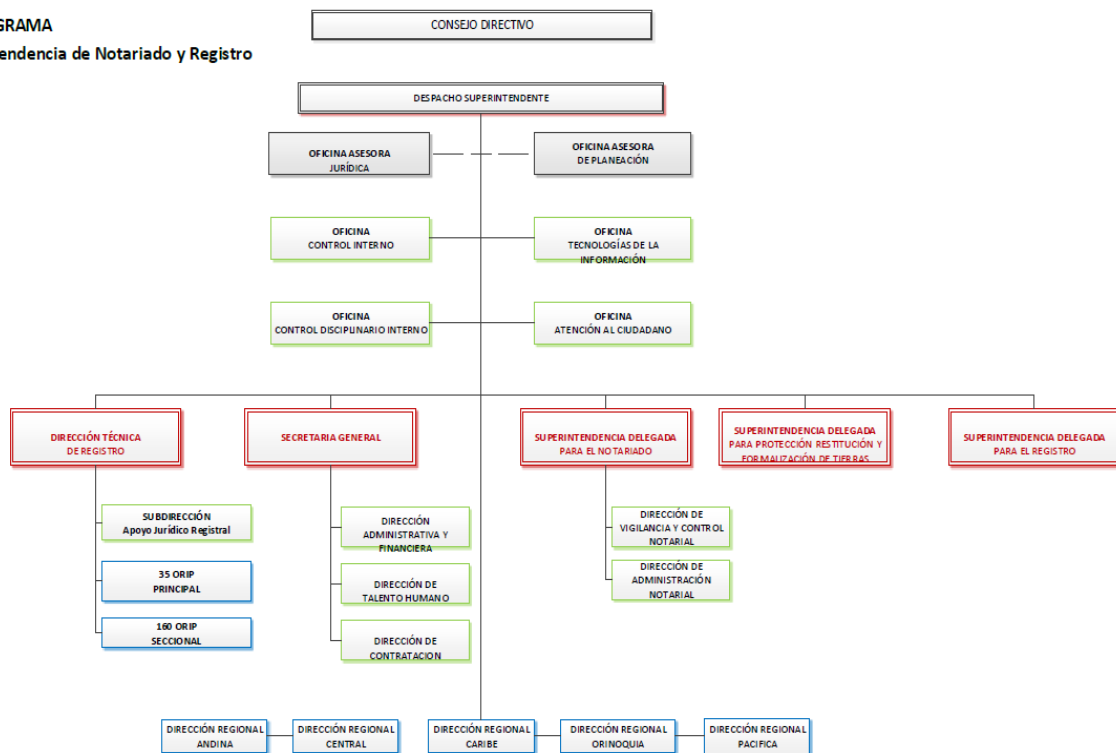 GRAMA
CONSEJO DIRECTIVO
tendencia de Notariado y Registro
DESPACHO SUPERINTENDENTE
OFICINA ASESORA
JURÍDICA
OFICINA ASESORA
DE PLANEACIÓN
OFICINA
CONTROL INTERNO
OFICINA
TECNOLOGÍAS DE LA
INFORMACIÓN
OFICINA
CONTROL DISCIPLINARIO INTERNO
OFICINA
ATENCIÓN AL CIUDADANO
DIRECCIÓN TÉCNICA
DE REGISTRO
SECRETARIA GENERAL
SUPERINTENDENCIA DELEGADA
PARA EL NOTARIADO
SUPERINTENDENCIA DELEGADA
PARA PROTECCIÓN RESTITUCIÓN Y
FORMALIZACIÓN DE TIERRAS
SUPERINTENDENCIA DELEGADA
PARA EL REGISTRO
SUBDIRECCIÓN
Apoyo Jurídico Registral
35 ORIP
PRINCIPAL
160 ORIP
SECCIONAL
DIRECCIÓN
ADMINISTRATIVA Y
FINANCIERA
DIRECCIÓN DE
TALENTO HUMANO
DIRECCIÓN DE
CONTRATACION
DIRECCIÓN DE
VIGILANCIA Y CONTROL
NOTARIAL
DIRECCIÓN DE
ADMINISTRACIÓN
NOTARIAL
DIRECCIÓN REGIONAL
ANDINA
DIRECCIÓN REGIONAL
CENTRAL
DIRECCIÓN REGIONAL
CARIBE
DIRECCIÓN REGIONAL
ORINOQUIA
DIRECCIÓN REGIONAL
PACIFICA